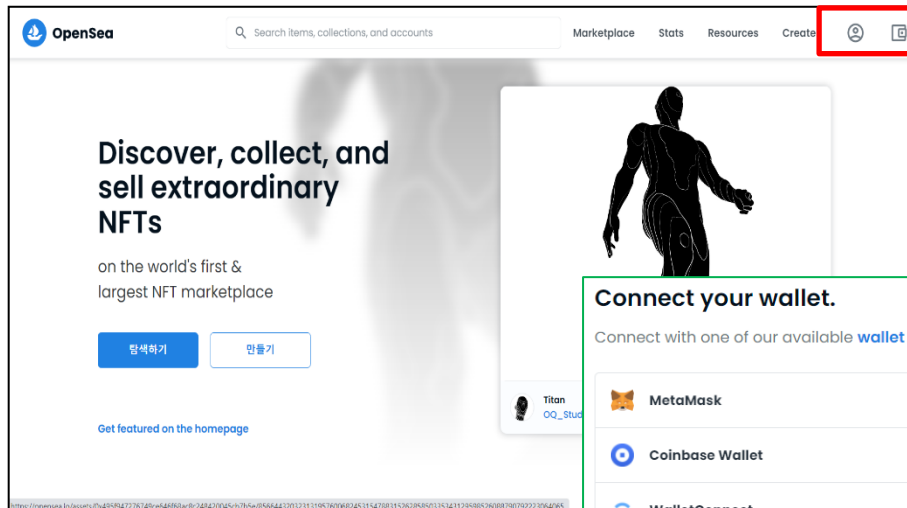 OpenSea
Search items, collections, and accounts
Marketplace Stats Resources Create
Discover, collect, and
sell extraordinary
NFTs
on the world's first &
largest NFT marketplace
탐색하기 만들기
Get featured on the homepage
Titan
OQ_Stud
Connect your wallet.
Connect with one of our available wallet
MetaMask
Coinbase Wallet
WalletConnect